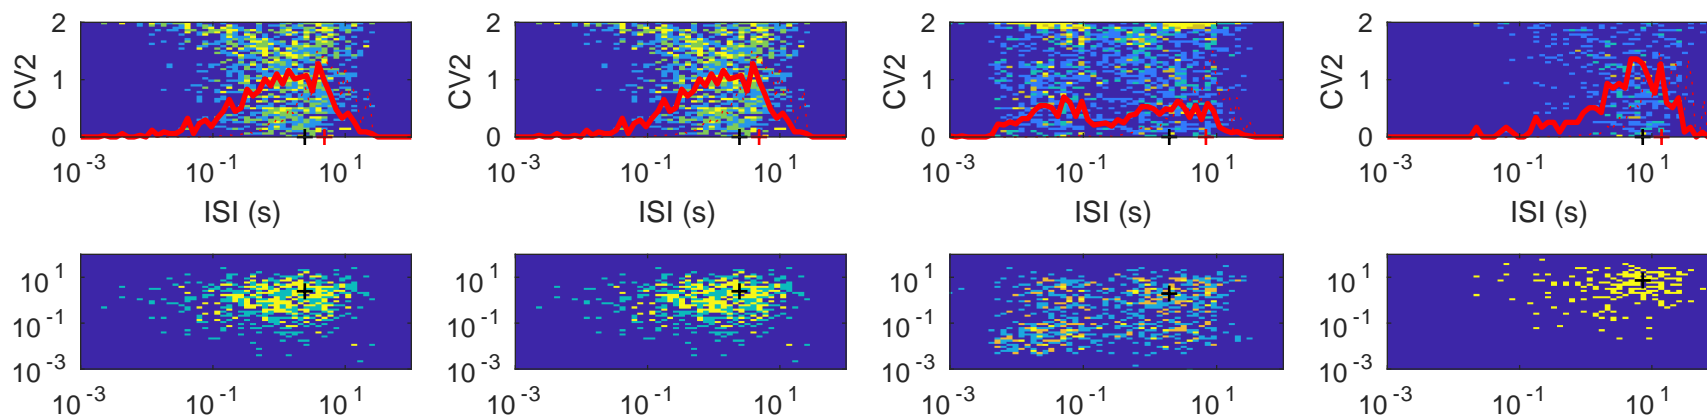 2 2 2 2
CV2 CV2 CV2 CV2
1 1 1 1
0 0 0 0
10^-3 10^-1 10^1 10^-3 10^-1 10^1 10^-3 10^-1 10^1 10^-3 10^-1 10^1
ISI (s) ISI (s) ISI (s) ISI (s)
10^1 10^1 10^1 10^1
10^-1 10^-1 10^-1 10^-1
10^-3 10^-3 10^-3 10^-3
10^-3 10^-1 10^1 10^-3 10^-1 10^1 10^-3 10^-1 10^1 10^-3 10^-1 10^1